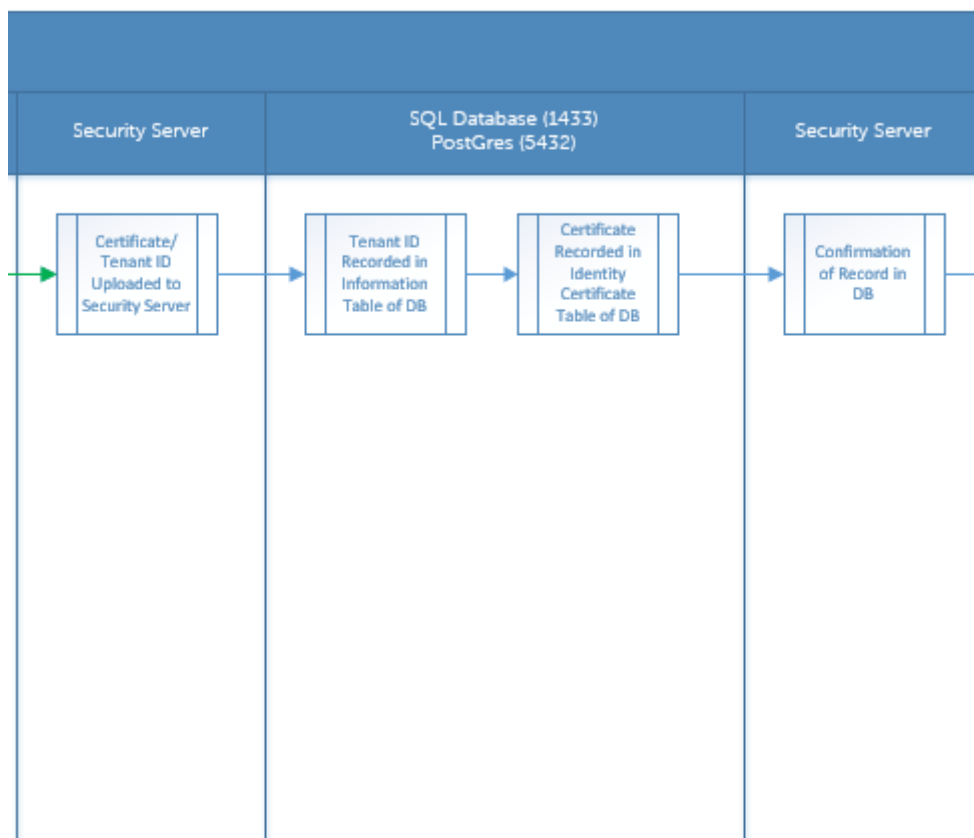 Security Server
SQL Database (1433)
PostGres (5432)
Security Server
Certificate/
Tenant ID
Uploaded to
Security Server
Tenant ID
Recorded in
Information
Table of DB
Certificate
Recorded in
Identity
Certificate
Table of DB
Confirmation
of Record in
DB